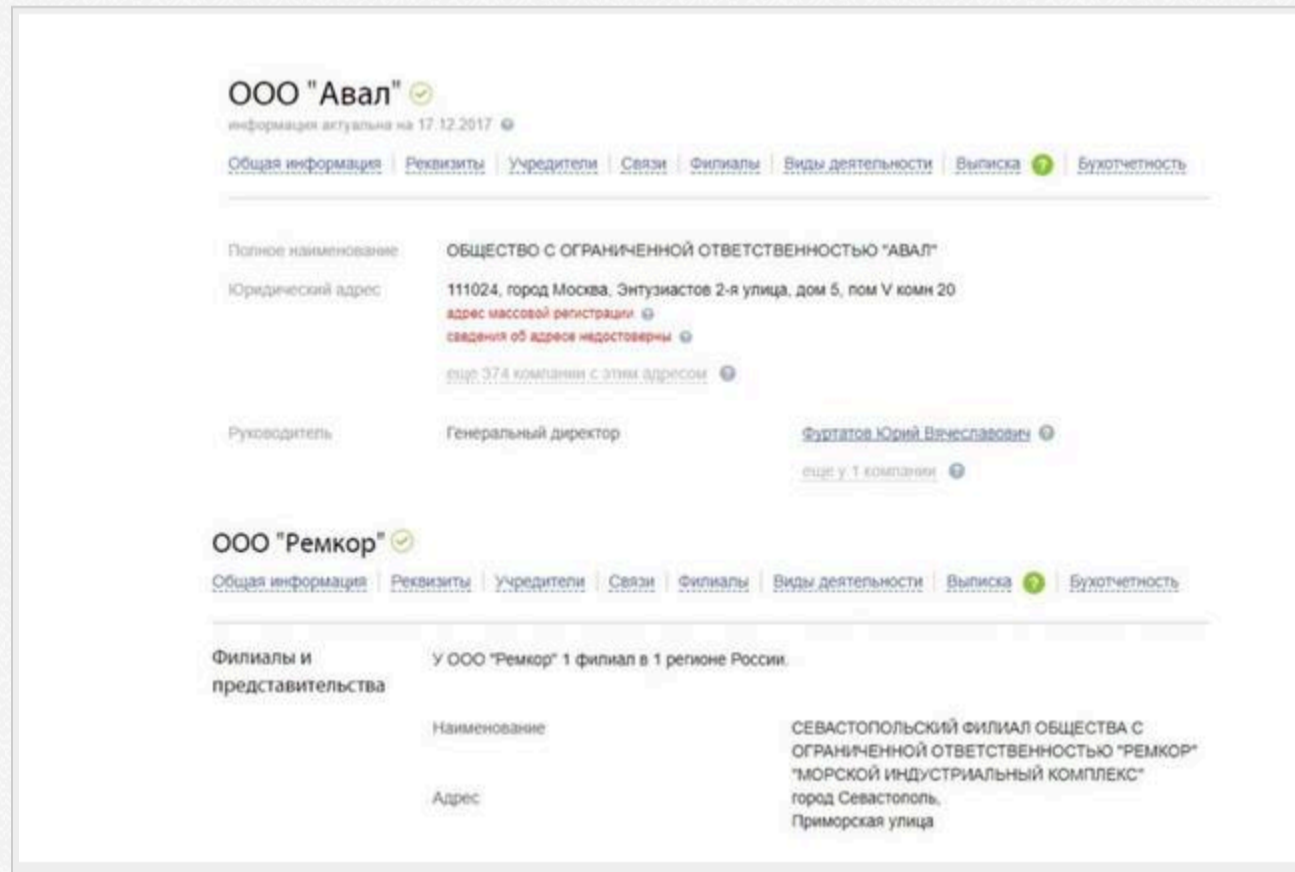 ООО "Авал"
информация актуальна на 17.12.2017
Общая информация Реквизиты Учредители Связи Филиалы Виды деятельности Выписка ? Бухотчетность
Полное наименование ОБЩЕСТВО С ОГРАНИЧЕННОЙ ОТВЕТСТВЕННОСТЬЮ "АВАЛ"
Юридический адрес 111024, город Москва, Энтузиастов 2-я улица, дом 5, пом V комн 20
адрес массовой регистрации ?
сведения об адресе недостоверны ?
еще 374 компании с этим адресом ?
Руководитель Генеральный директор Фуртатов Юрий Вячеславович ?
еще у 1 компании ?
ООО "Ремкор"
Общая информация Реквизиты Учредители Связи Филиалы Виды деятельности Выписка ? Бухотчетность
Филиалы и У ООО "Ремкор" 1 филиал в 1 регионе России.
представительства
Наименование СЕВАСТОПОЛЬСКИЙ ФИЛИАЛ ОБЩЕСТВА С
ОГРАНИЧЕННОЙ ОТВЕТСТВЕННОСТЬЮ "РЕМКОР"
"МОРСКОЙ ИНДУСТРИАЛЬНЫЙ КОМПЛЕКС"
Адрес город Севастополь,
Приморская улица